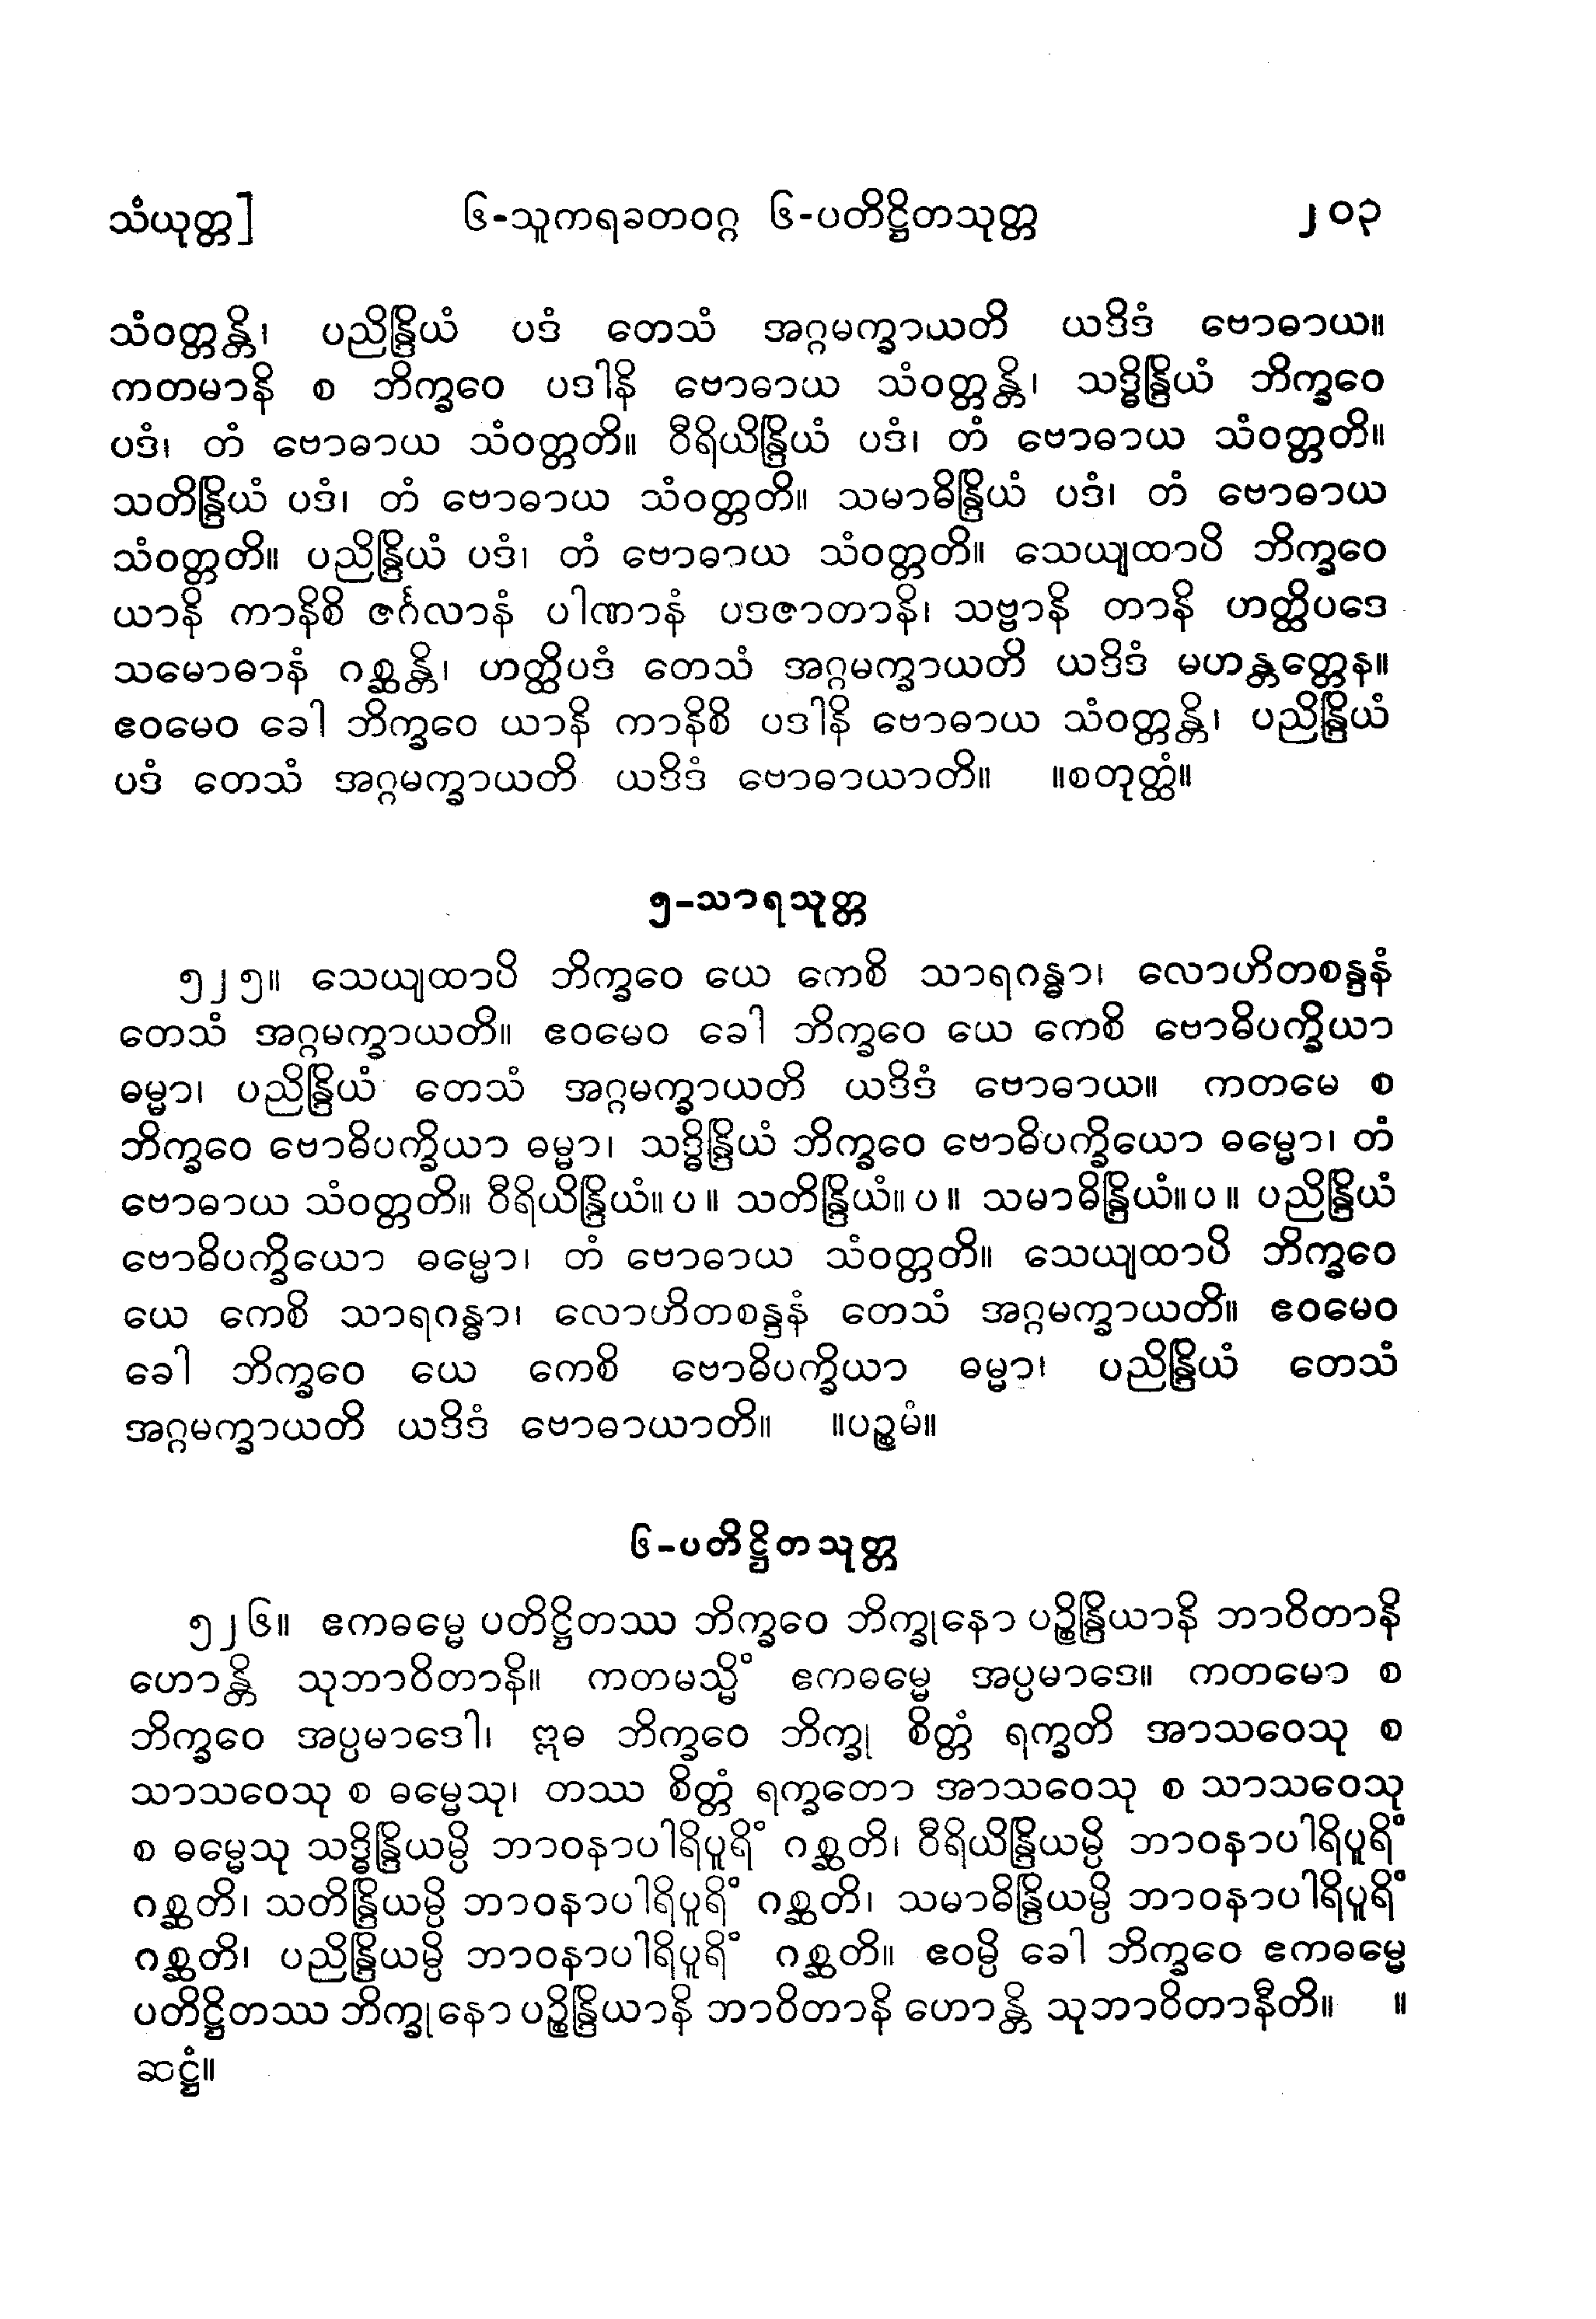 သံယုတ္တ] ၆-သူကရခတဝဂ္ဂ ၆-ပတိဋ္ဌိတသုတ္တ ၂၀၃
သံဝတ္တန္တိ၊ ပညိန္ဒြိယံ ပဒံ တေသံ အဂ္ဂမက္ခာယတိ ယဒိဒံ ဗောဓာယ။
ကတမာနိ စ ဘိက္ခဝေ ပဒါနိ ဗောဓာယ သံဝတ္တန္တိ၊ သဒ္ဓိန္ဒြိယံ ဘိက္ခဝေ
ပဒံ၊ တံ ဗောဓာယ သံဝတ္တတိ။ ဝီရိယိန္ဒြိယံ ပဒံ၊ တံ ဗောဓာယ သံဝတ္တတိ။
သတိန္ဒြိယံ ပဒံ၊ တံ ဗောဓာယ သံဝတ္တတိ။ သမာဓိန္ဒြိယံ ပဒံ၊ တံ ဗောဓာယ
သံဝတ္တတိ။ ပညိန္ဒြိယံ ပဒံ၊ တံ ဗောဓာယ သံဝတ္တတိ။ သေယျထာပိ ဘိက္ခဝေ
ယာနိ ကာနိစိ ဇင်္ဂလာနံ ပါဏာနံ ပဒဇာတာနိ၊ သဗ္ဗာနိ တာနိ ဟတ္ထိပဒေ
သမောဓာနံ ဂစ္ဆန္တိ၊ ဟတ္ထိပဒံ တေသံ အဂ္ဂမက္ခာယတိ ယဒိဒံ မဟန္တတ္တေန။
ဧဝမေဝ ခေါ ဘိက္ခဝေ ယာနိ ကာနိစိ ပဒါနိ ဗောဓာယ သံဝတ္တန္တိ၊ ပညိန္ဒြိယံ
ပဒံ တေသံ အဂ္ဂမက္ခာယတိ ယဒိဒံ ဗောဓာယာတိ။ ။စတုတ္ထံ။
၅-သာရသုတ္တ
၅၂၅။ သေယျထာပိ ဘိက္ခဝေ ယေ ကေစိ သာရဂန္ဓာ၊ လောဟိတစန္ဒနံ
တေသံ အဂ္ဂမက္ခာယတိ။ ဧဝမေဝ ခေါ ဘိက္ခဝေ ယေ ကေစိ ဗောဓိပက္ခိယာ
ဓမ္မာ၊ ပညိန္ဒြိယံ တေသံ အဂ္ဂမက္ခာယတိ ယဒိဒံ ဗောဓာယ။ ကတမေ စ
ဘိက္ခဝေ ဗောဓိပက္ခိယာ ဓမ္မာ၊ သဒ္ဓိန္ဒြိယံ ဘိက္ခဝေ ဗောဓိပက္ခိယော ဓမ္မော၊ တံ
ဗောဓာယ သံဝတ္တတိ။ ဝီရိယိန္ဒြိယံ။ပ။ သတိန္ဒြိယံ။ပ။ သမာဓိန္ဒြိယံ။ပ။ ပညိန္ဒြိယံ
ဗောဓိပက္ခိယော ဓမ္မော၊ တံ ဗောဓာယ သံဝတ္တတိ။ သေယျထာပိ ဘိက္ခဝေ
ယေ ကေစိ သာရဂန္ဓာ၊ လောဟိတစန္ဒနံ တေသံ အဂ္ဂမက္ခာယတိ။ ဧဝမေဝ
ခေါ ဘိက္ခဝေ ယေ ကေစိ ဗောဓိပက္ခိယာ ဓမ္မာ၊ ပညိန္ဒြိယံ တေသံ
အဂ္ဂမက္ခာယတိ ယဒိဒံ ဗောဓာယာတိ။ ။ပဉ္စမံ။
၆-ပတိဋ္ဌိတသုတ္တ
၅၂၆။ ဧကဓမ္မေ ပတိဋ္ဌိတဿ ဘိက္ခဝေ ဘိက္ခုနော ပဉ္စိန္ဒြိယာနိ ဘာဝိတာနိ
ဟောန္တိ သုဘာဝိတာနိ။ ကတမသ္မိံ ဧကဓမ္မေ အပ္ပမာဒေ။ ကတမော စ
ဘိက္ခဝေ အပ္ပမာဒေါ၊ ဣဓ ဘိက္ခဝေ ဘိက္ခု စိတ္တံ ရက္ခတိ အာသဝေသု စ
သာသဝေသု စ ဓမ္မေသု၊ တဿ စိတ္တံ ရက္ခတော အာသဝေသု စ သာသဝေသု
စ ဓမ္မေသု သဒ္ဓိန္ဒြိယမ္ပိ ဘာဝနာပါရိပူရိံ ဂစ္ဆတိ၊ ဝီရိယိန္ဒြိယမ္ပိ ဘာဝနာပါရိပူရိံ
ဂစ္ဆတိ၊ သတိန္ဒြိယမ္ပိ ဘာဝနာပါရိပူရိံ ဂစ္ဆတိ၊ သမာဓိန္ဒြိယမ္ပိ ဘာဝနာပါရိပူရိံ
ဂစ္ဆတိ၊ ပညိန္ဒြိယမ္ပိ ဘာဝနာပါရိပူရိံ ဂစ္ဆတိ။ ဧဝမ္ပိ ခေါ ဘိက္ခဝေ ဧကဓမ္မေ
ပတိဋ္ဌိတဿ ဘိက္ခုနော ပဉ္စိန္ဒြိယာနိ ဘာဝိတာနိ ဟောန္တိ သုဘာဝိတာနီတိ။ ။
ဆဋ္ဌံ။